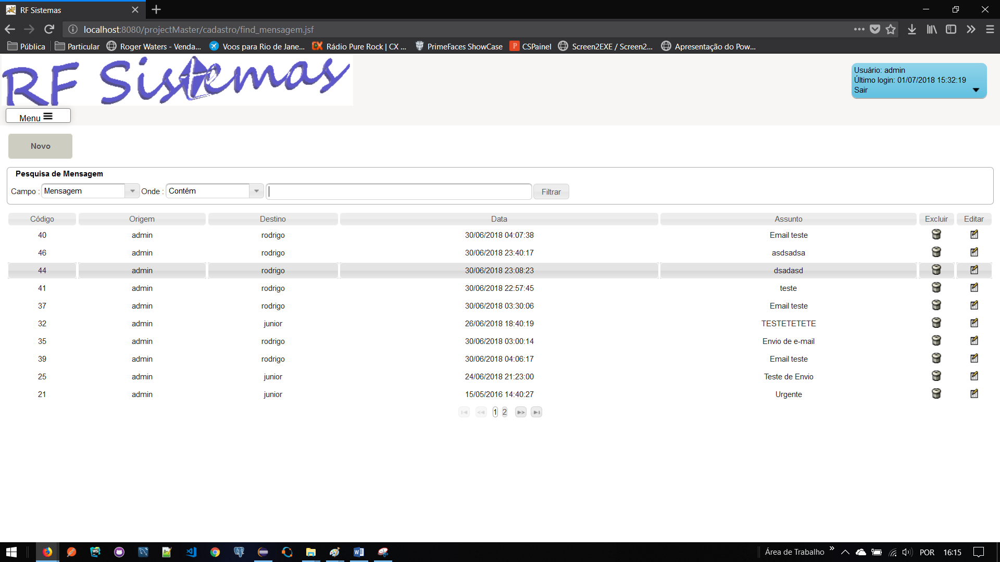 RF Sistemas
localhost:8080/projectMaster/cadastro/find_mensagem.jsf
Pública Particular Roger Waters - Venda... Voos para Rio de Jane... Rádio Pure Rock | CX ... PrimeFaces ShowCase CSPainel Screen2EXE / Screen2... Apresentação do Pow...
RF Sistemas
Usuário: admin
Último login: 01/07/2018 15:32:19
Sair
Menu
Novo
Pesquisa de Mensagem
Campo : Mensagem Onde : Contém Filtrar
Código Origem Destino Data Assunto Excluir Editar
40 admin rodrigo 30/06/2018 04:07:38 Email teste
46 admin rodrigo 30/06/2018 23:40:17 asdsadsa
44 admin rodrigo 30/06/2018 23:08:23 dsadasd
41 admin rodrigo 30/06/2018 22:57:45 teste
37 admin rodrigo 30/06/2018 03:30:06 Email teste
32 admin junior 26/06/2018 18:40:19 TESTETETETE
35 admin rodrigo 30/06/2018 03:00:14 Envio de e-mail
39 admin rodrigo 30/06/2018 04:06:17 Email teste
25 admin junior 24/06/2018 21:23:00 Teste de Envio
21 admin junior 15/05/2016 14:40:27 Urgente
1 2
Área de Trabalho POR 16:15